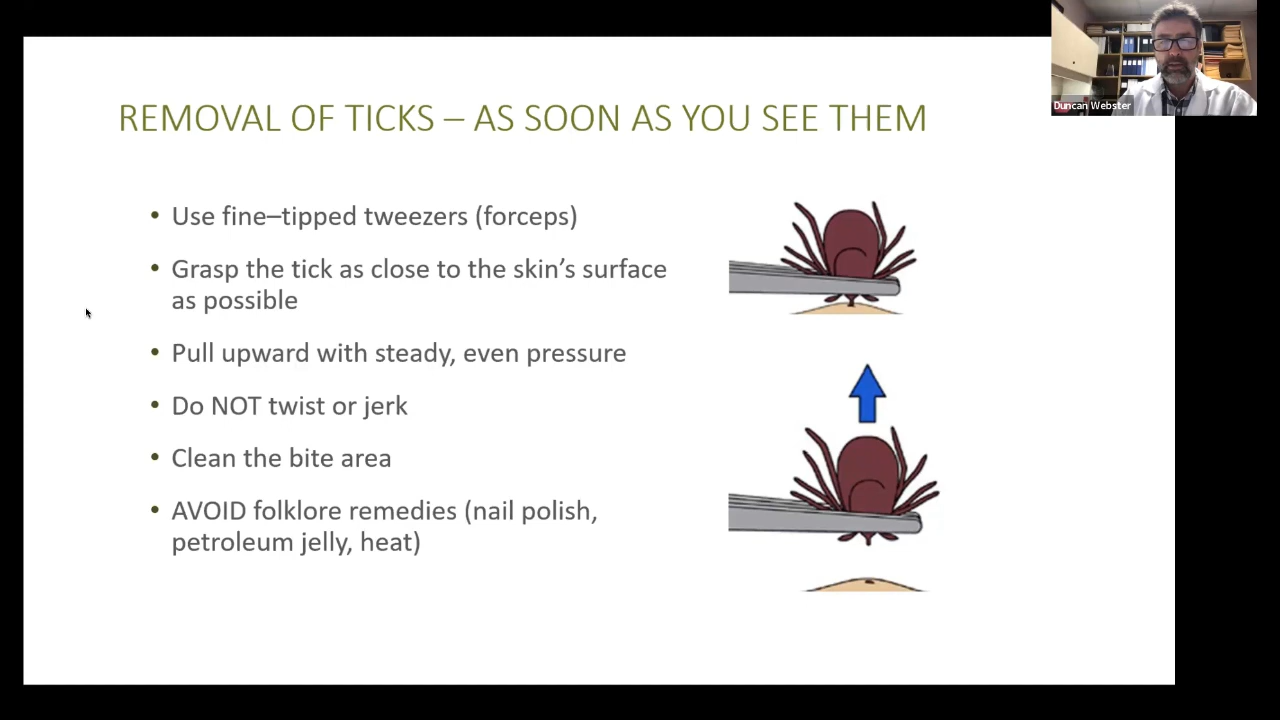 Duncan Webster
REMOVAL OF TICKS – AS SOON AS YOU SEE THEM
• Use fine–tipped tweezers (forceps)
• Grasp the tick as close to the skin’s surface
as possible
• Pull upward with steady, even pressure
• Do NOT twist or jerk
• Clean the bite area
• AVOID folklore remedies (nail polish,
petroleum jelly, heat)